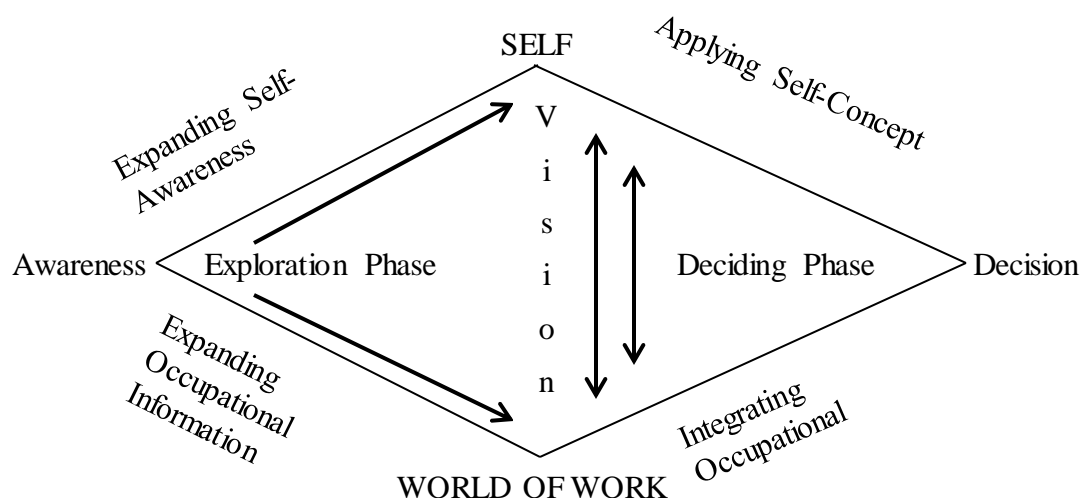 SELF
Applying Self-Concept
Expanding Self-
Awareness
V
i
s
i
o
n
Awareness
Exploration Phase
Deciding Phase
Decision
Expanding
Occupational
Information
Integrating
Occupational
WORLD OF WORK